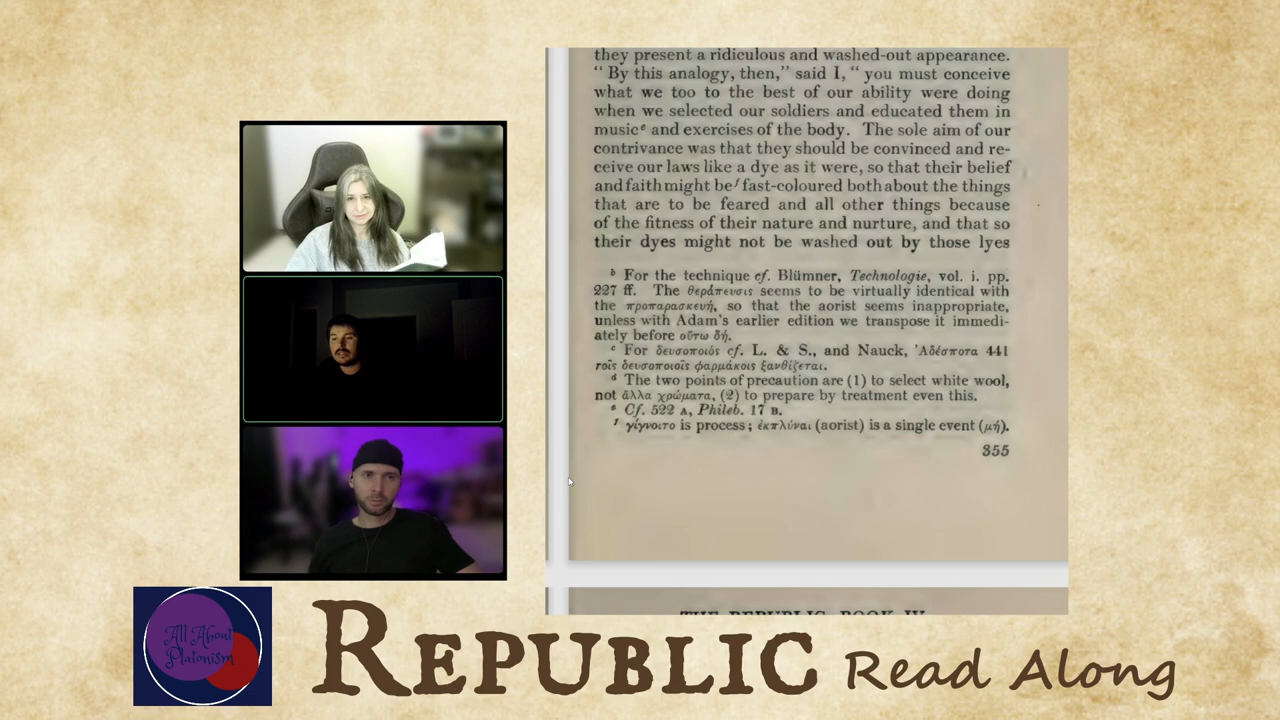 they present a ridiculous and washed-out appearance.
“ By this analogy, then,” said I, “ you must conceive
what we too to the best of our ability were doing
when we selected our soldiers and educated them in
musicᵉ and exercises of the body. The sole aim of our
contrivance was that they should be convinced and re-
ceive our laws like a dye as it were, so that their belief
and faith might beᶠ fast-coloured both about the things
that are to be feared and all other things because
of the fitness of their nature and nurture, and that so
their dyes might not be washed out by those lyes
ᵇ For the technique cf. Blümner, Technologie, vol. i. pp.
227 ff. The θεράπευσις seems to be virtually identical with
the προπαρασκευή, so that the aorist seems inappropriate,
unless with Adam’s earlier edition we transpose it immedi-
ately before οὕτω δή.
ᶜ For δευσοποιός cf. L. & S., and Nauck, Ἀδέσποτα 441
τοῖς δευσοποιοῖς φαρμάκοις ξανθίζεται.
ᵈ The two points of precaution are (1) to select white wool,
not ἄλλα χρώματα, (2) to prepare by treatment even this.
ᵉ Cf. 522 A, Phileb. 17 B.
ᶠ γίγνοιτο is process ; ἐκπλύναι (aorist) is a single event (μή).
355
THE REPUBLIC, BOOK IV
All About
Platonism
REPUBLIC Read Along